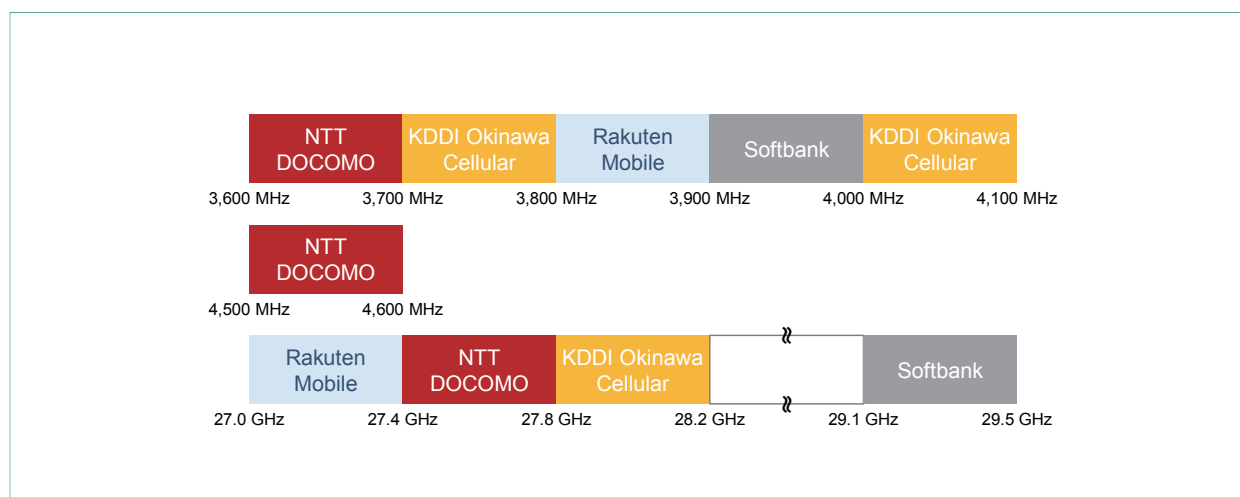 NTT
DOCOMO
KDDI Okinawa
Cellular
Rakuten
Mobile
Softbank
KDDI Okinawa
Cellular
3,600 MHz
3,700 MHz
3,800 MHz
3,900 MHz
4,000 MHz
4,100 MHz
NTT
DOCOMO
4,500 MHz
4,600 MHz
Rakuten
Mobile
NTT
DOCOMO
KDDI Okinawa
Cellular
Softbank
27.0 GHz
27.4 GHz
27.8 GHz
28.2 GHz
29.1 GHz
29.5 GHz